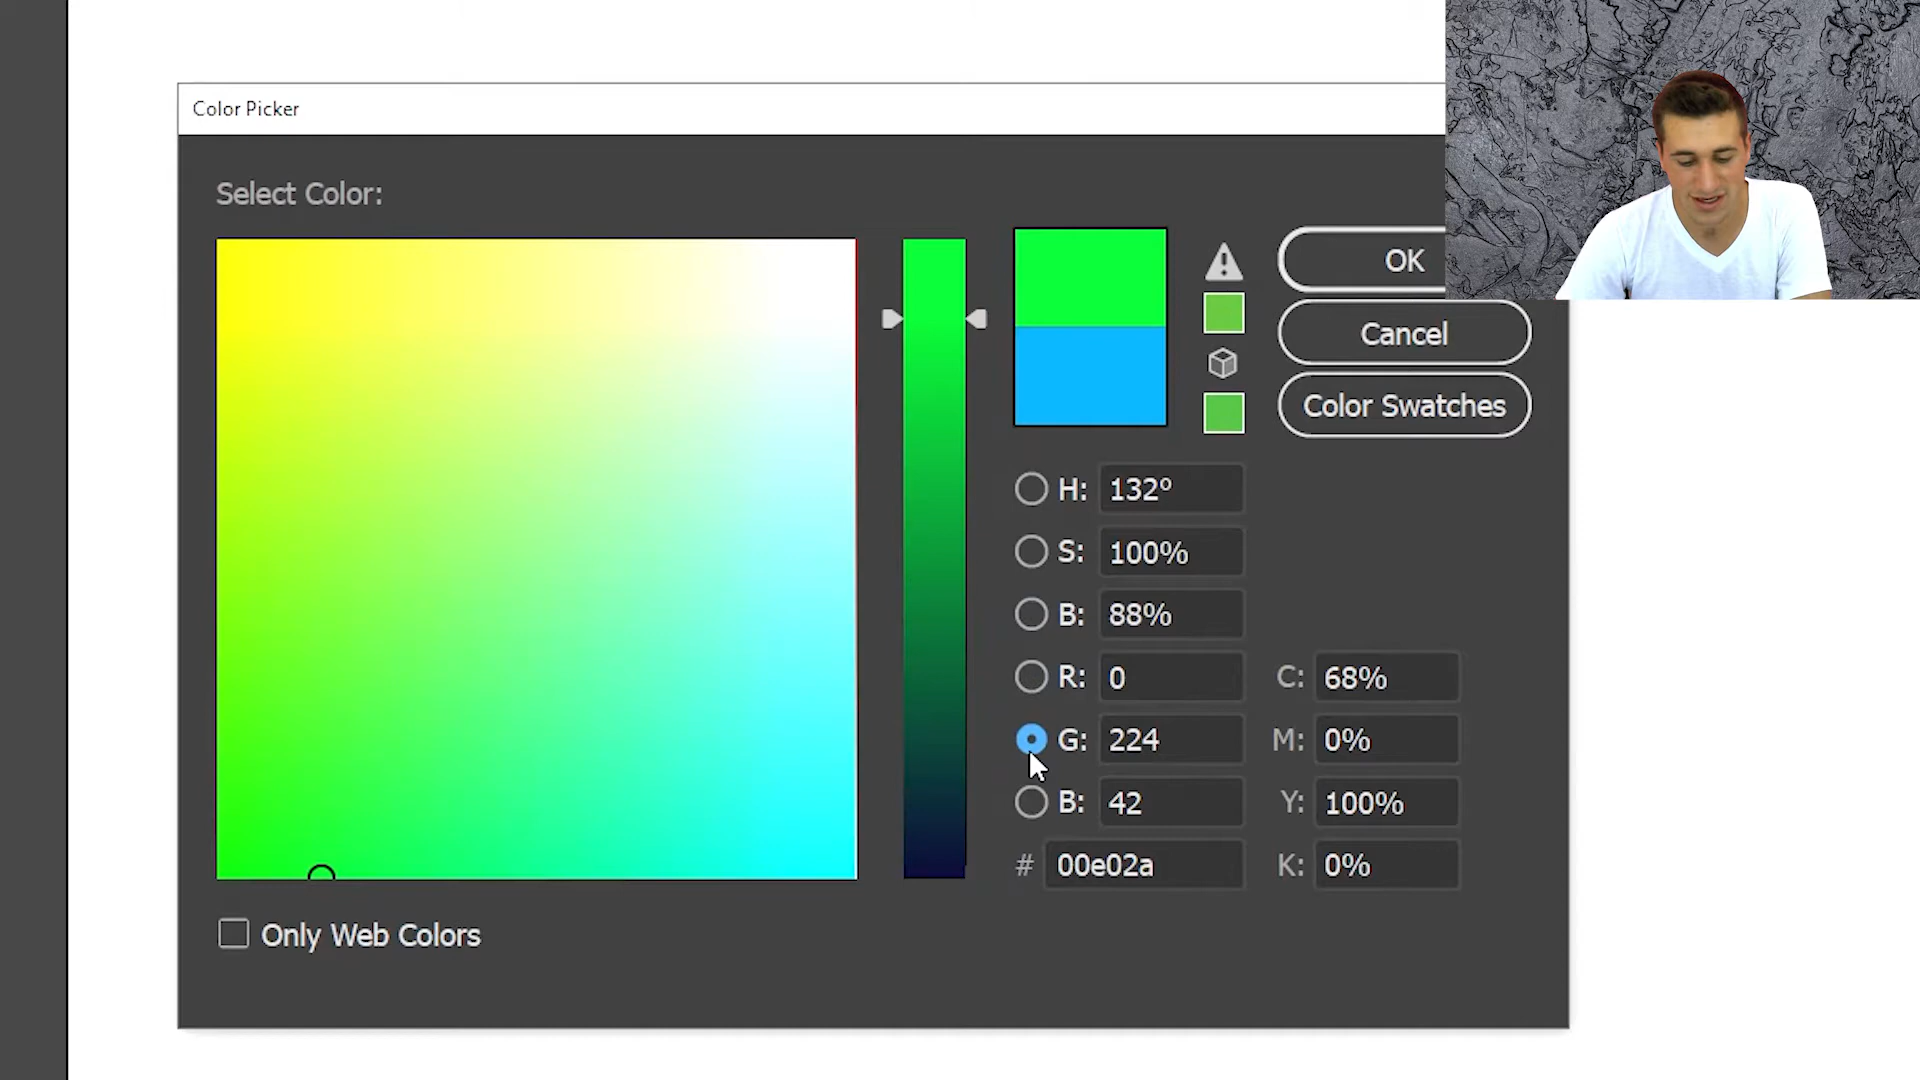 Color Picker
Select Color:
OK
Cancel
Color Swatches
H: 132º
S: 100%
B: 88%
R: 0 C: 68%
G: 224 M: 0%
B: 42 Y: 100%
# 00e02a K: 0%
Only Web Colors